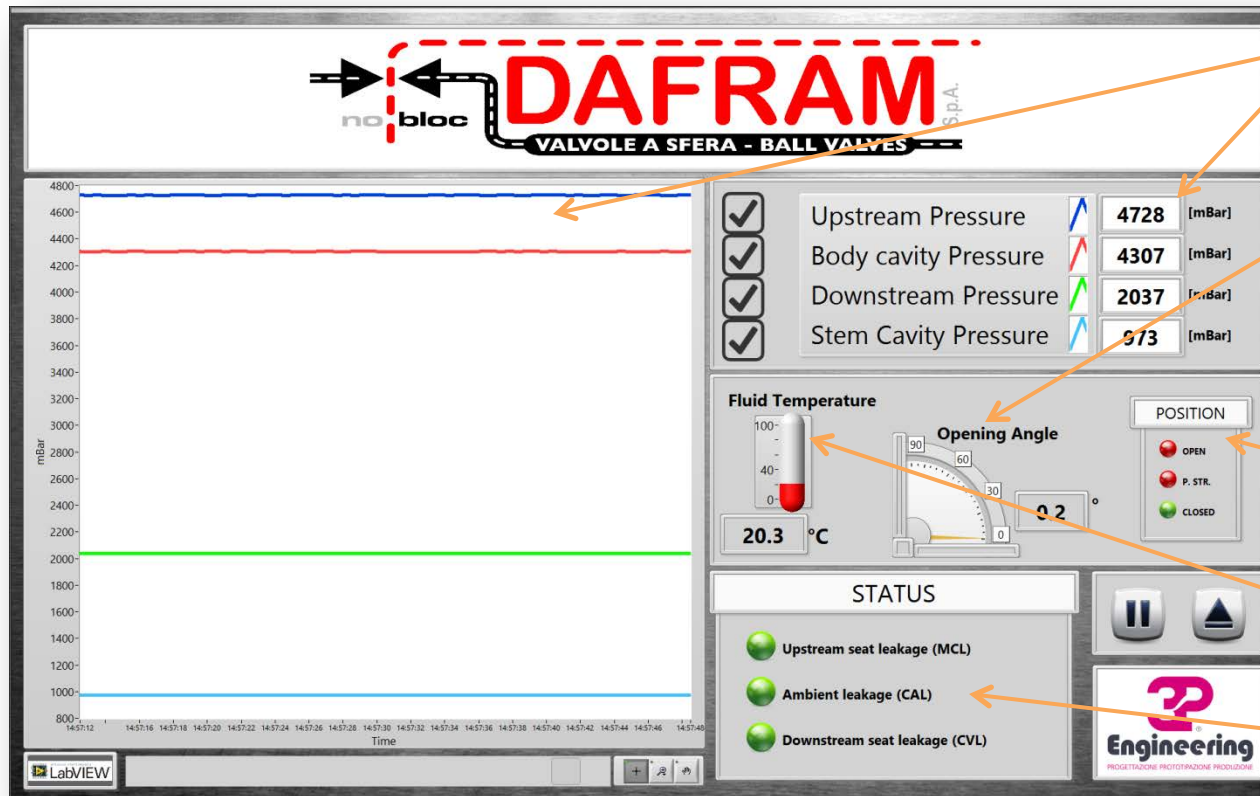 no bloc
DAFRAM S.p.A.
VALVOLE A SFERA - BALL VALVES
4800
4600
4400
4200
4000
3800
3600
3400
3200
3000
2800
2600
2400
2200
2000
1800
1600
1400
1200
1000
800
mBar
14:57:12 14:57:16 14:57:18 14:57:20 14:57:22 14:57:24 14:57:26 14:57:28 14:57:30 14:57:32 14:57:34 14:57:36 14:57:38 14:57:40 14:57:42 14:57:44 14:57:46 14:57:48
Time
LabVIEW
Upstream Pressure 4728 [mBar]
Body cavity Pressure 4307 [mBar]
Downstream Pressure 2037 [mBar]
Stem Cavity Pressure 973 [mBar]
Fluid Temperature
100
40
0
20.3 °C
Opening Angle
90
60
30
0
0.2 °
POSITION
OPEN
P. STR.
CLOSED
STATUS
Upstream seat leakage (MCL)
Ambient leakage (CAL)
Downstream seat leakage (CVL)
3P
Engineering
PROGETTAZIONE PROTOTIPAZIONE PRODUZIONE